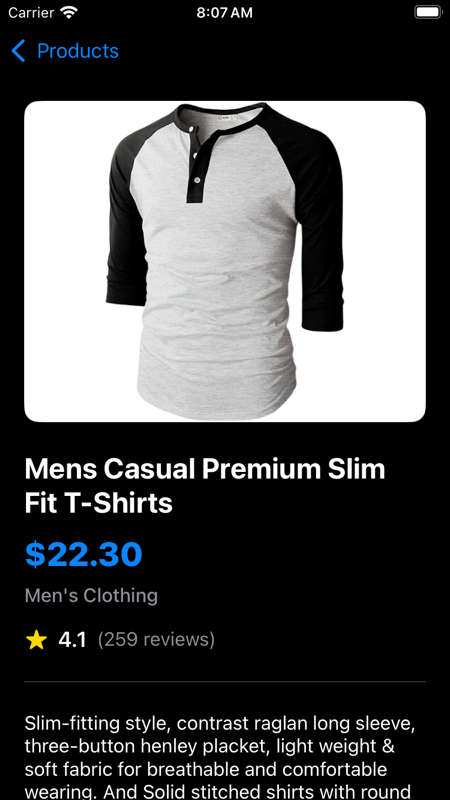 Carrier 8:07 AM
Products
Mens Casual Premium Slim
Fit T-Shirts
$22.30
Men's Clothing
4.1 (259 reviews)
Slim-fitting style, contrast raglan long sleeve,
three-button henley placket, light weight &
soft fabric for breathable and comfortable
wearing. And Solid stitched shirts with round